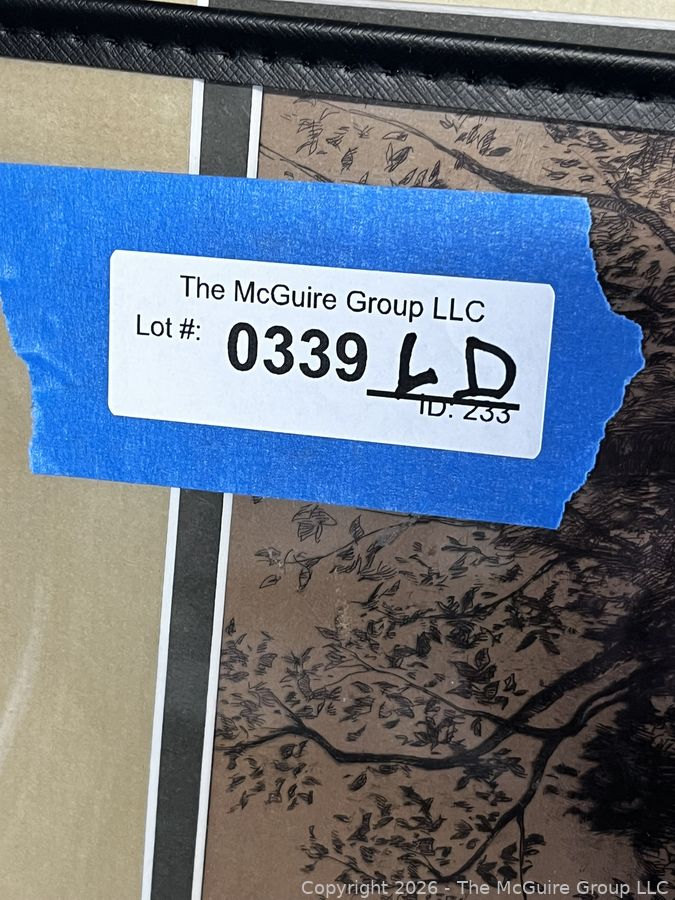 The McGuire Group LLC
Lot #: 0339 LD
ID: 233
Copyright 2026 - The McGuire Group LLC